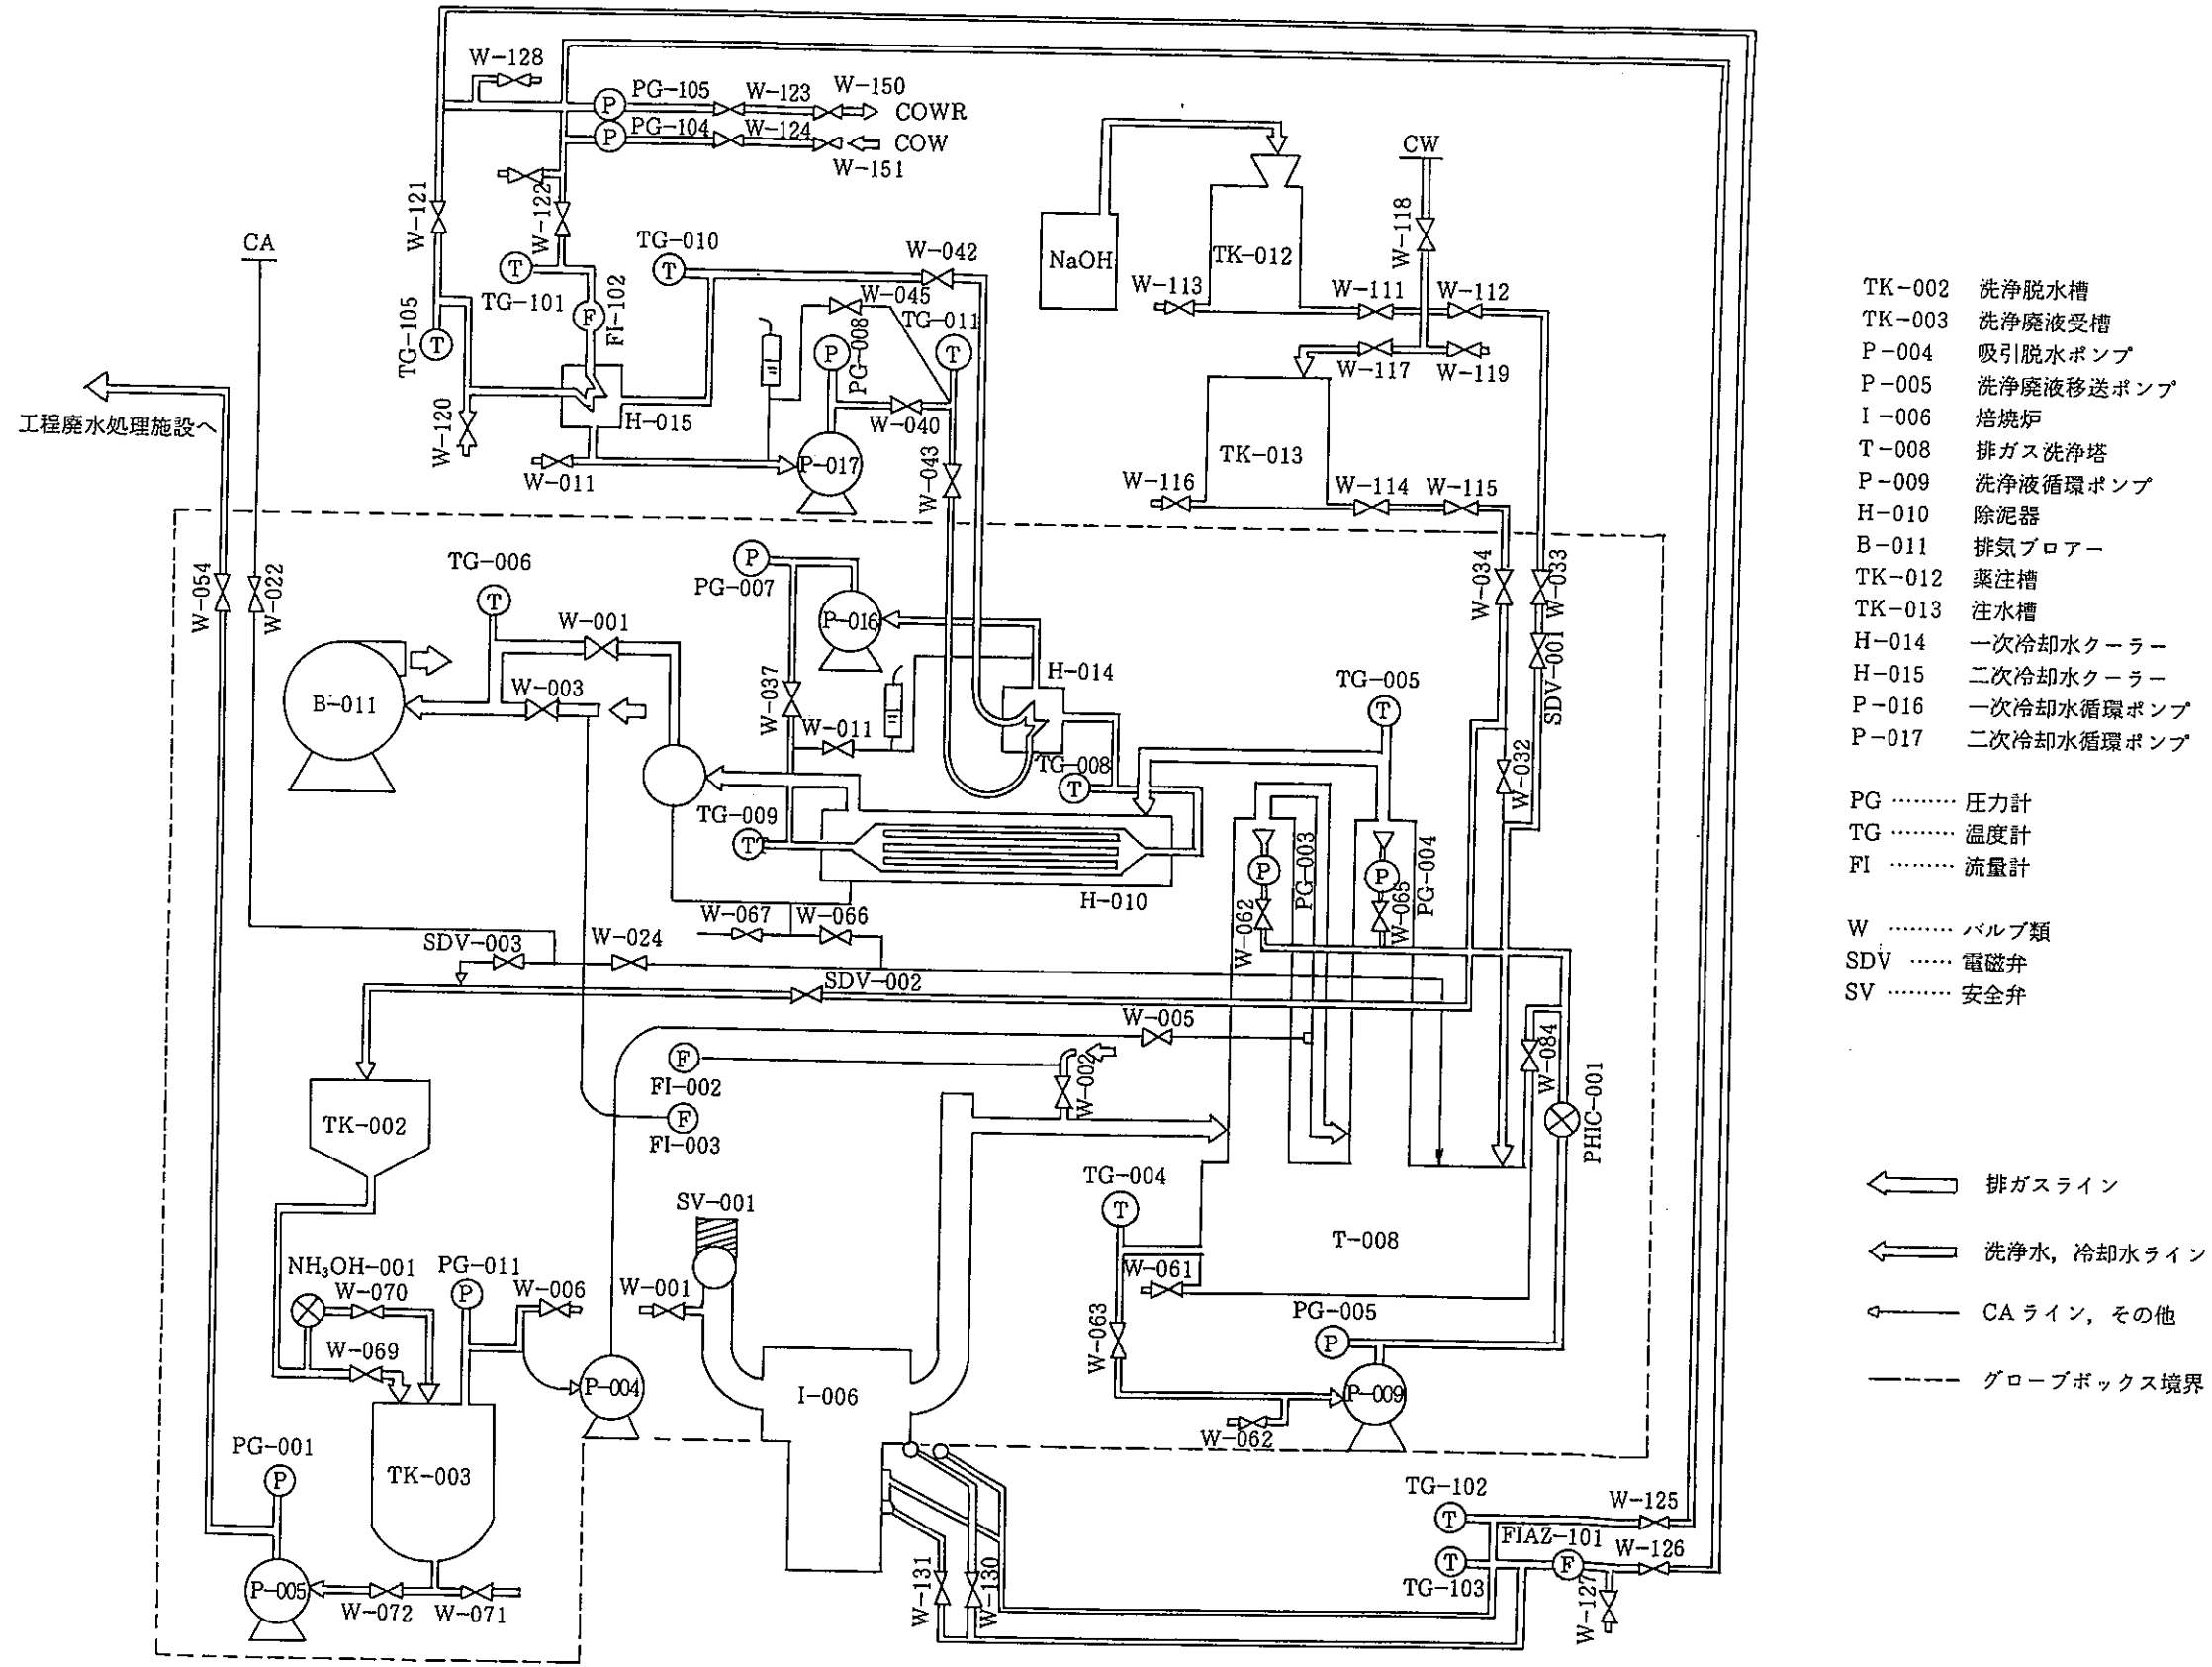 W-128
PG-105
W-123
W-150
P
COWR
PG-104
W-124
P
COW
W-151
W-121
W-122
CA
TG-010
T
W-042
T
TG-101
FI-102
F
TG-105
T
W-045
PG-008
P
TG-011
T
W-040
H-015
W-120
W-011
P-017
W-043
NaOH
TK-012
CW
W-118
W-113
W-111
W-112
W-117
W-119
TK-013
W-116
W-114
W-115
工程廃水処理施設へ
W-054
W-022
TG-006
T
W-001
B-011
W-003
P
PG-007
P-016
W-037
W-011
H-014
TG-008
T
TG-009
T
H-010
TG-005
T
W-034
W-033
SDV-001
W-032
PG-003
P
PG-004
P
W-062
W-065
W-067
W-066
SDV-003
W-024
SDV-002
W-005
F
FI-002
W-002
F
FI-003
W-084
PHIC-001
TK-002
SV-001
W-001
I-006
TG-004
T
T-008
W-061
W-063
PG-005
P
P-009
W-062
NH₃OH-001
W-070
PG-011
P
W-006
W-069
P-004
PG-001
P
TK-003
P-005
W-072
W-071
W-131
W-130
TG-102
T
W-125
FIAZ-101
F
W-126
T
TG-103
W-127
TK-002 洗浄脱水槽
TK-003 洗浄廃液受槽
P-004 吸引脱水ポンプ
P-005 洗浄廃液移送ポンプ
I-006 焙焼炉
T-008 排ガス洗浄塔
P-009 洗浄液循環ポンプ
H-010 除泥器
B-011 排気ブロアー
TK-012 薬注槽
TK-013 注水槽
H-014 一次冷却水クーラー
H-015 二次冷却水クーラー
P-016 一次冷却水循環ポンプ
P-017 二次冷却水循環ポンプ
PG ……… 圧力計
TG ……… 温度計
FI ……… 流量計
W ……… バルブ類
SDV …… 電磁弁
SV ……… 安全弁
排ガスライン
洗浄水，冷却水ライン
CAライン，その他
グローブボックス境界